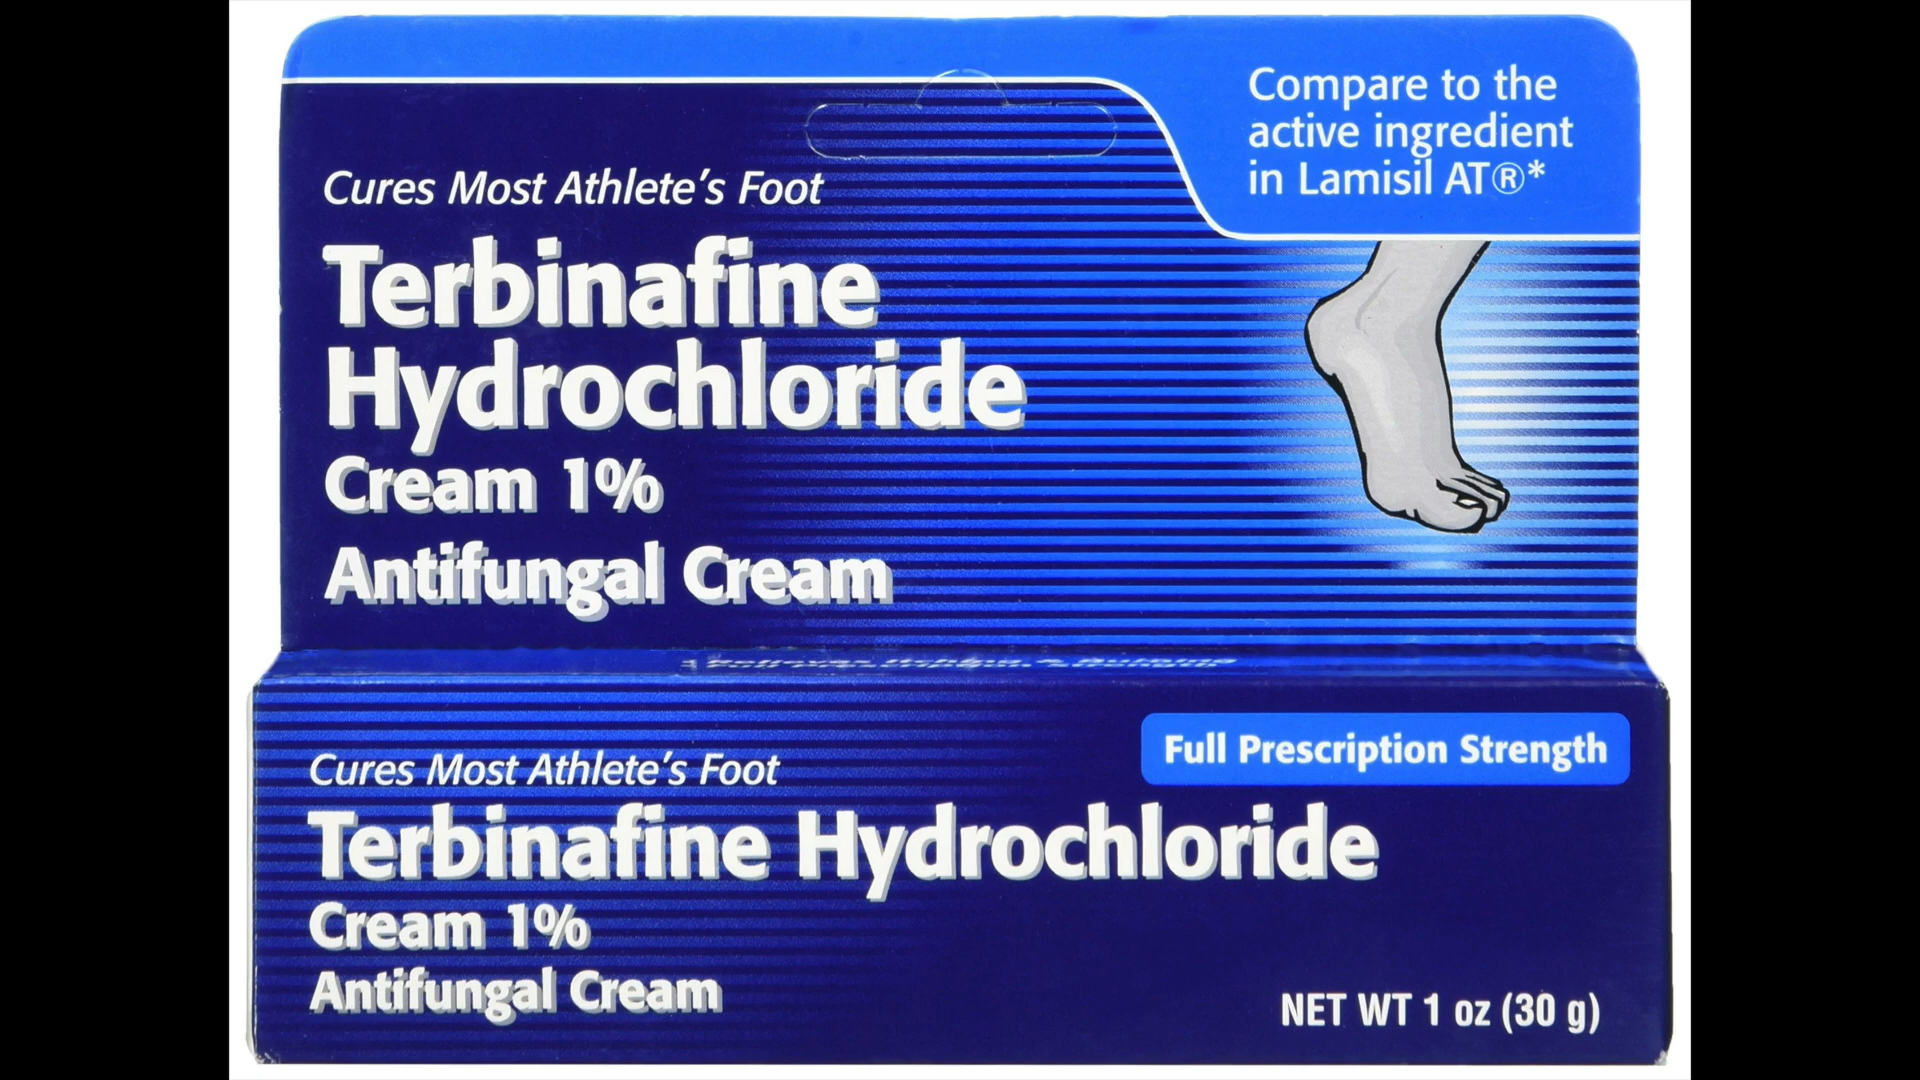 Compare to the
active ingredient
in Lamisil AT®*
Cures Most Athlete's Foot
Terbinafine
Hydrochloride
Cream 1%
Antifungal Cream
Full Prescription Strength
Cures Most Athlete's Foot
Terbinafine Hydrochloride
Cream 1%
Antifungal Cream
NET WT 1 oz (30 g)